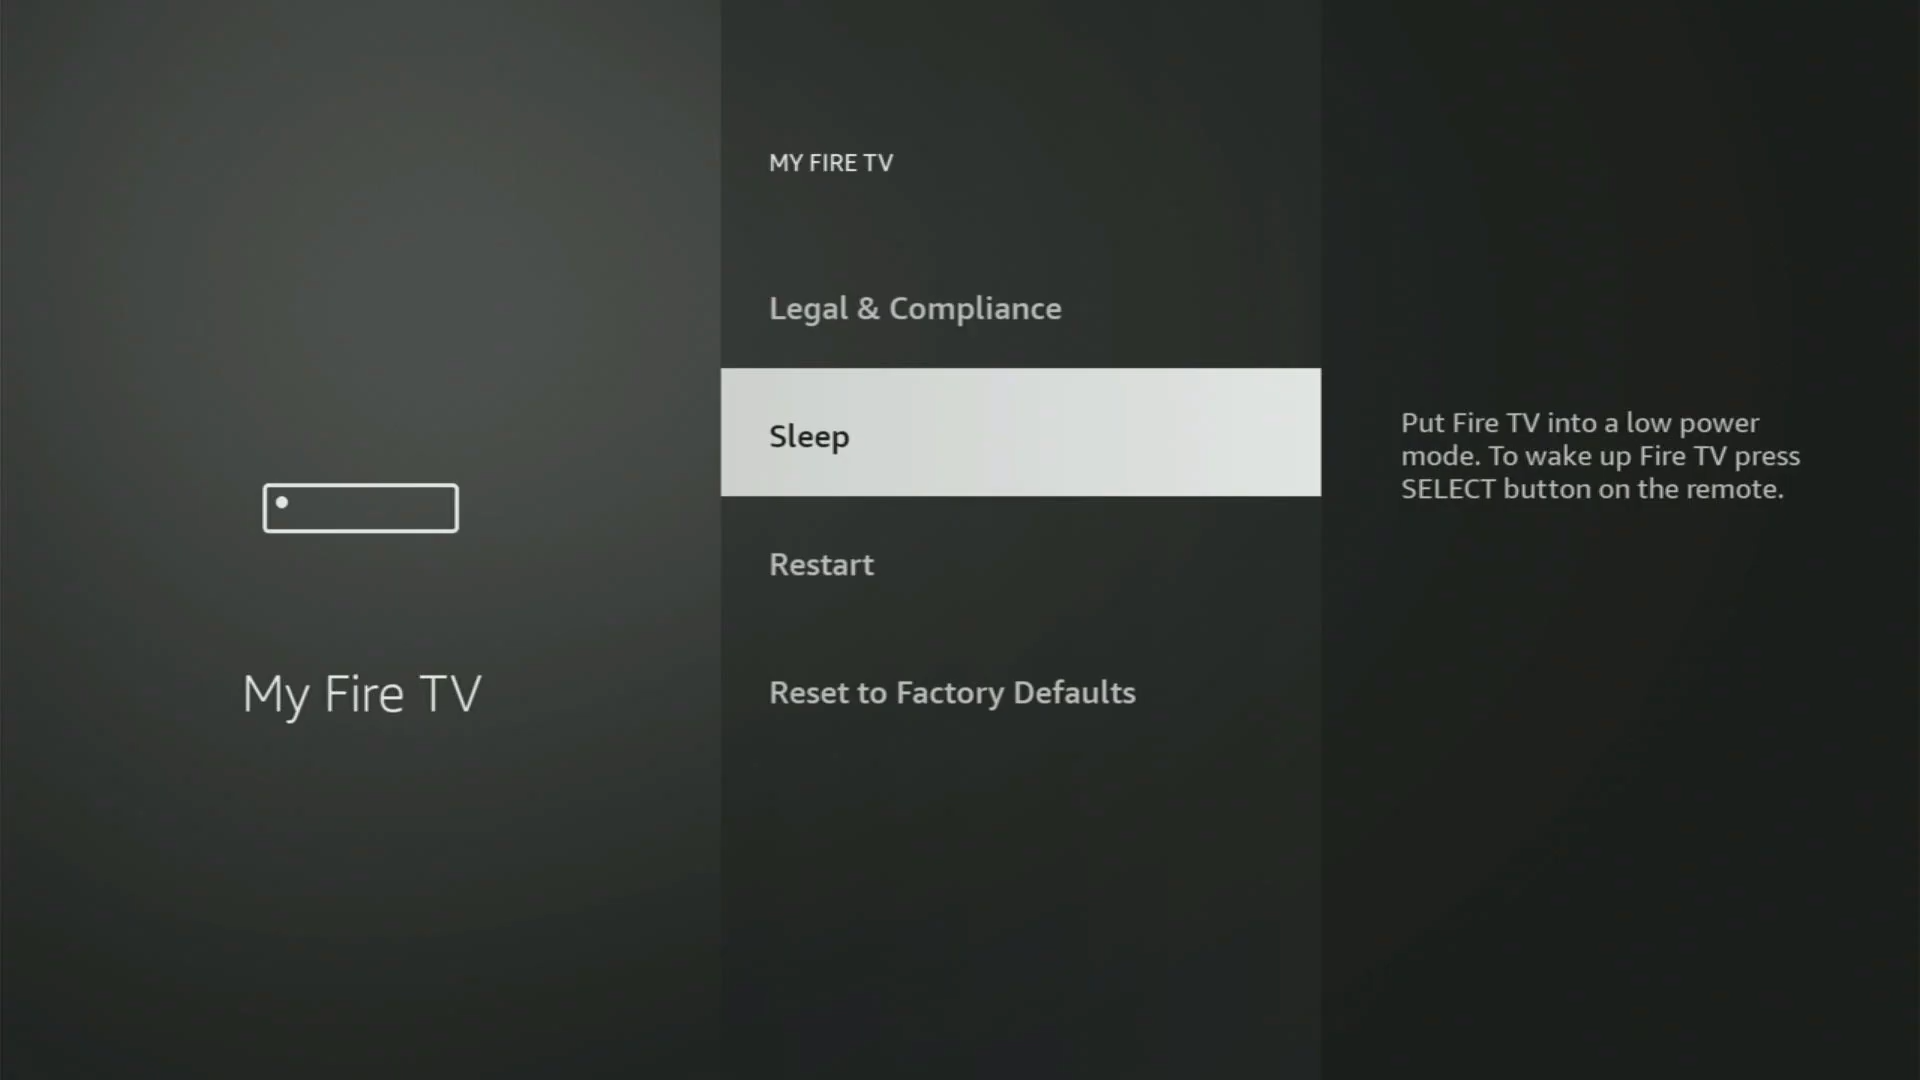 MY FIRE TV
Legal & Compliance
Sleep
Restart
Reset to Factory Defaults
My Fire TV
Put Fire TV into a low power
mode. To wake up Fire TV press
SELECT button on the remote.